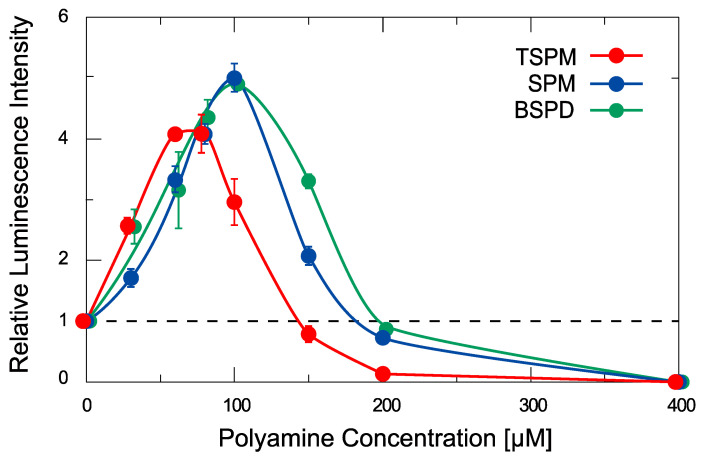 6
4
2
1
0
Relative Luminescence Intensity
TSPM
SPM
BSPD
0 100 200 300 400
Polyamine Concentration [µM]